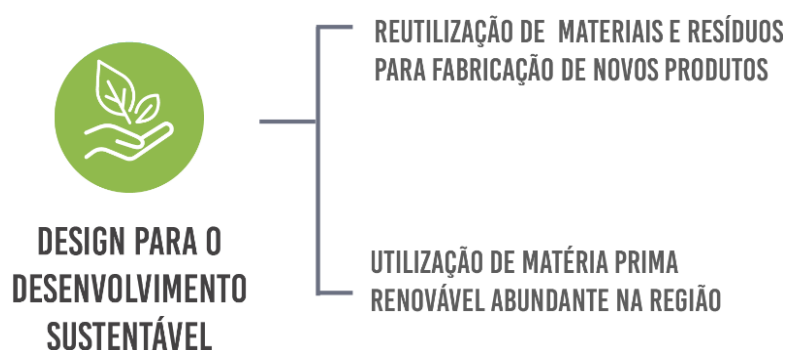 REUTILIZAÇÃO DE MATERIAIS E RESÍDUOS
PARA FABRICAÇÃO DE NOVOS PRODUTOS
DESIGN PARA O
DESENVOLVIMENTO
SUSTENTÁVEL
UTILIZAÇÃO DE MATÉRIA PRIMA
RENOVÁVEL ABUNDANTE NA REGIÃO